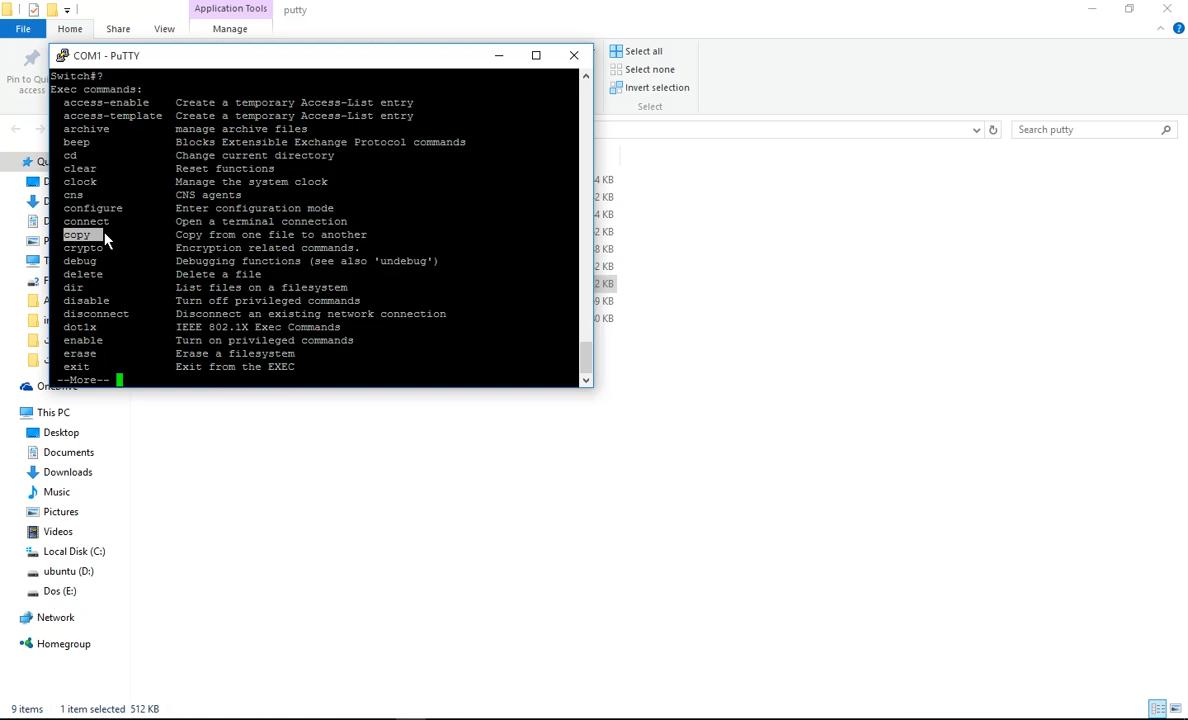 Application Tools
putty
File
Home
Share
View
Manage
Pin to Qu
access
Select all
Select none
Invert selection
Select
COM1 - PuTTY
Switch#?
Exec commands:
access-enable Create a temporary Access-List entry
access-template Create a temporary Access-List entry
archive manage archive files
beep Blocks Extensible Exchange Protocol commands
cd Change current directory
clear Reset functions
clock Manage the system clock
cns CNS agents
configure Enter configuration mode
connect Open a terminal connection
copy Copy from one file to another
crypto Encryption related commands.
debug Debugging functions (see also 'undebug')
delete Delete a file
dir List files on a filesystem
disable Turn off privileged commands
disconnect Disconnect an existing network connection
dot1x IEEE 802.1X Exec Commands
enable Turn on privileged commands
erase Erase a filesystem
exit Exit from the EXEC
--More--
Search putty
Qu
4 KB
2 KB
4 KB
2 KB
8 KB
2 KB
2 KB
9 KB
0 KB
OneDrive
This PC
Desktop
Documents
Downloads
Music
Pictures
Videos
Local Disk (C:)
ubuntu (D:)
Dos (E:)
Network
Homegroup
9 items 1 item selected 512 KB